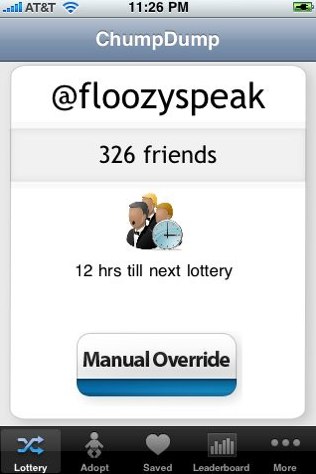 AT&T 11:26 PM
ChumpDump
@floozyspeak
326 friends
12 hrs till next lottery
Manual Override
Lottery Adopt Saved Leaderboard More